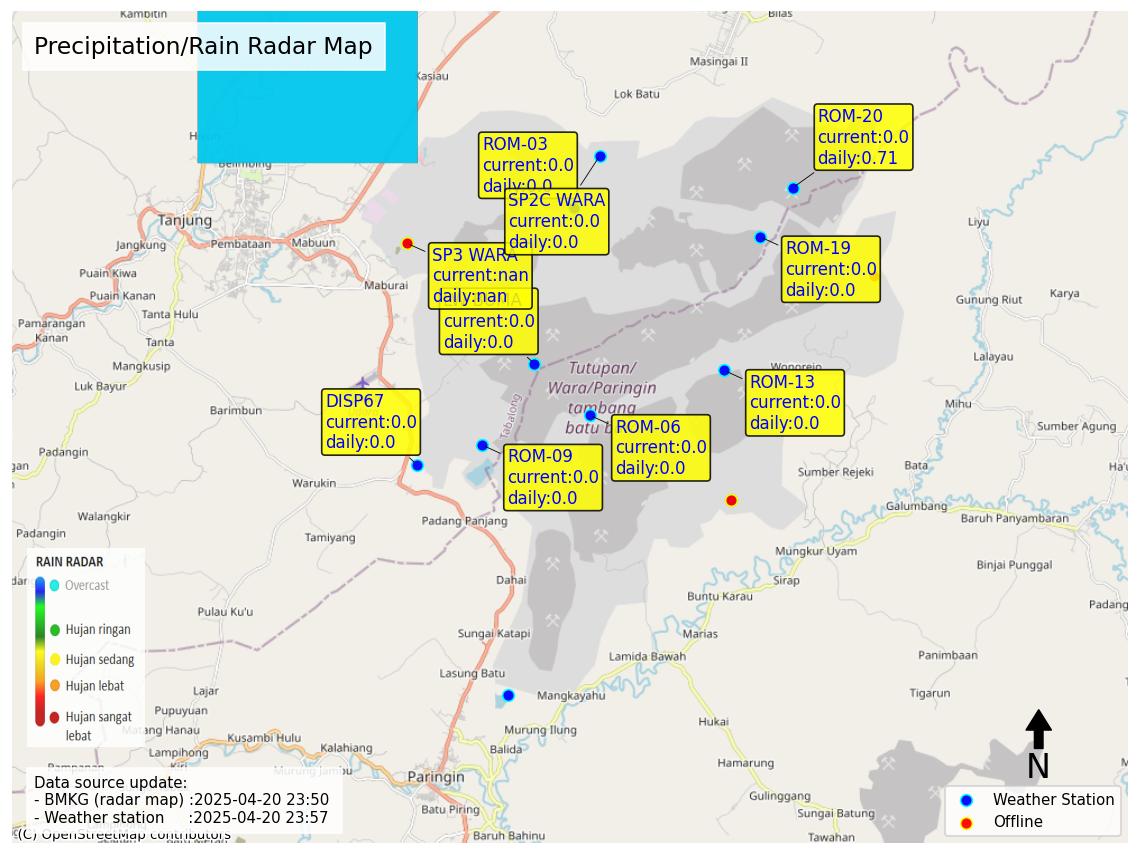 Kambitin
Bilas
Precipitation/Rain Radar Map
Kasiau
Masingai II
Lok Batu
Belimbing
ROM-03
current:0.0
daily:0.0
SP2C WARA
current:0.0
daily:0.0
ROM-20
current:0.0
daily:0.71
Tanjung
Jangkung
Pembataan
Mabuun
Liyu
SP3 WARA
current:nan
daily:nan
ROM-19
current:0.0
daily:0.0
Puain Kiwa
Maburai
Puain Kanan
Tanta Hulu
current:0.0
daily:0.0
Gunung Riut
Karya
Pamarangan
Kanan
Tanta
Mangkusip
Lalayau
Luk Bayur
Tutupan/
Wara/Paringin
tambang
batu b
Wonorejo
ROM-13
current:0.0
daily:0.0
DISP67
current:0.0
daily:0.0
Barimbun
Tabalong
Mihu
ROM-06
current:0.0
daily:0.0
Sumber Agung
Padangin
ROM-09
current:0.0
daily:0.0
Sumber Rejeki
Bata
Warukin
Galumbang
Walangkir
Padang Panjang
Baruh Panyambaran
Padangin
Tamiyang
Mungkur Uyam
Binjai Punggal
Dahai
Sirap
RAIN RADAR
Overcast
Hujan ringan
Hujan sedang
Hujan lebat
Hujan sangat
lebat
Pulau Ku'u
Buntu Karau
Padang
Sungai Katapi
Marias
Lamida Bawah
Panimbaan
Lasung Batu
Lajar
Mangkayahu
Tigarun
Pupuyuan
Matang Hanau
Hukai
Murung Ilung
Kusambi Hulu
Lampihong
Kalahiang
Balida
Kiri
Hamarung
N
Pampanan
Murung Jambu
Paringin
Data source update:
- BMKG (radar map) :2025-04-20 23:50
- Weather station :2025-04-20 23:57
Gulinggang
Batu Piring
Sungai Batung
Weather Station
Offline
(C) OpenStreetMap contributors
Baruh Bahinu
Tawahan